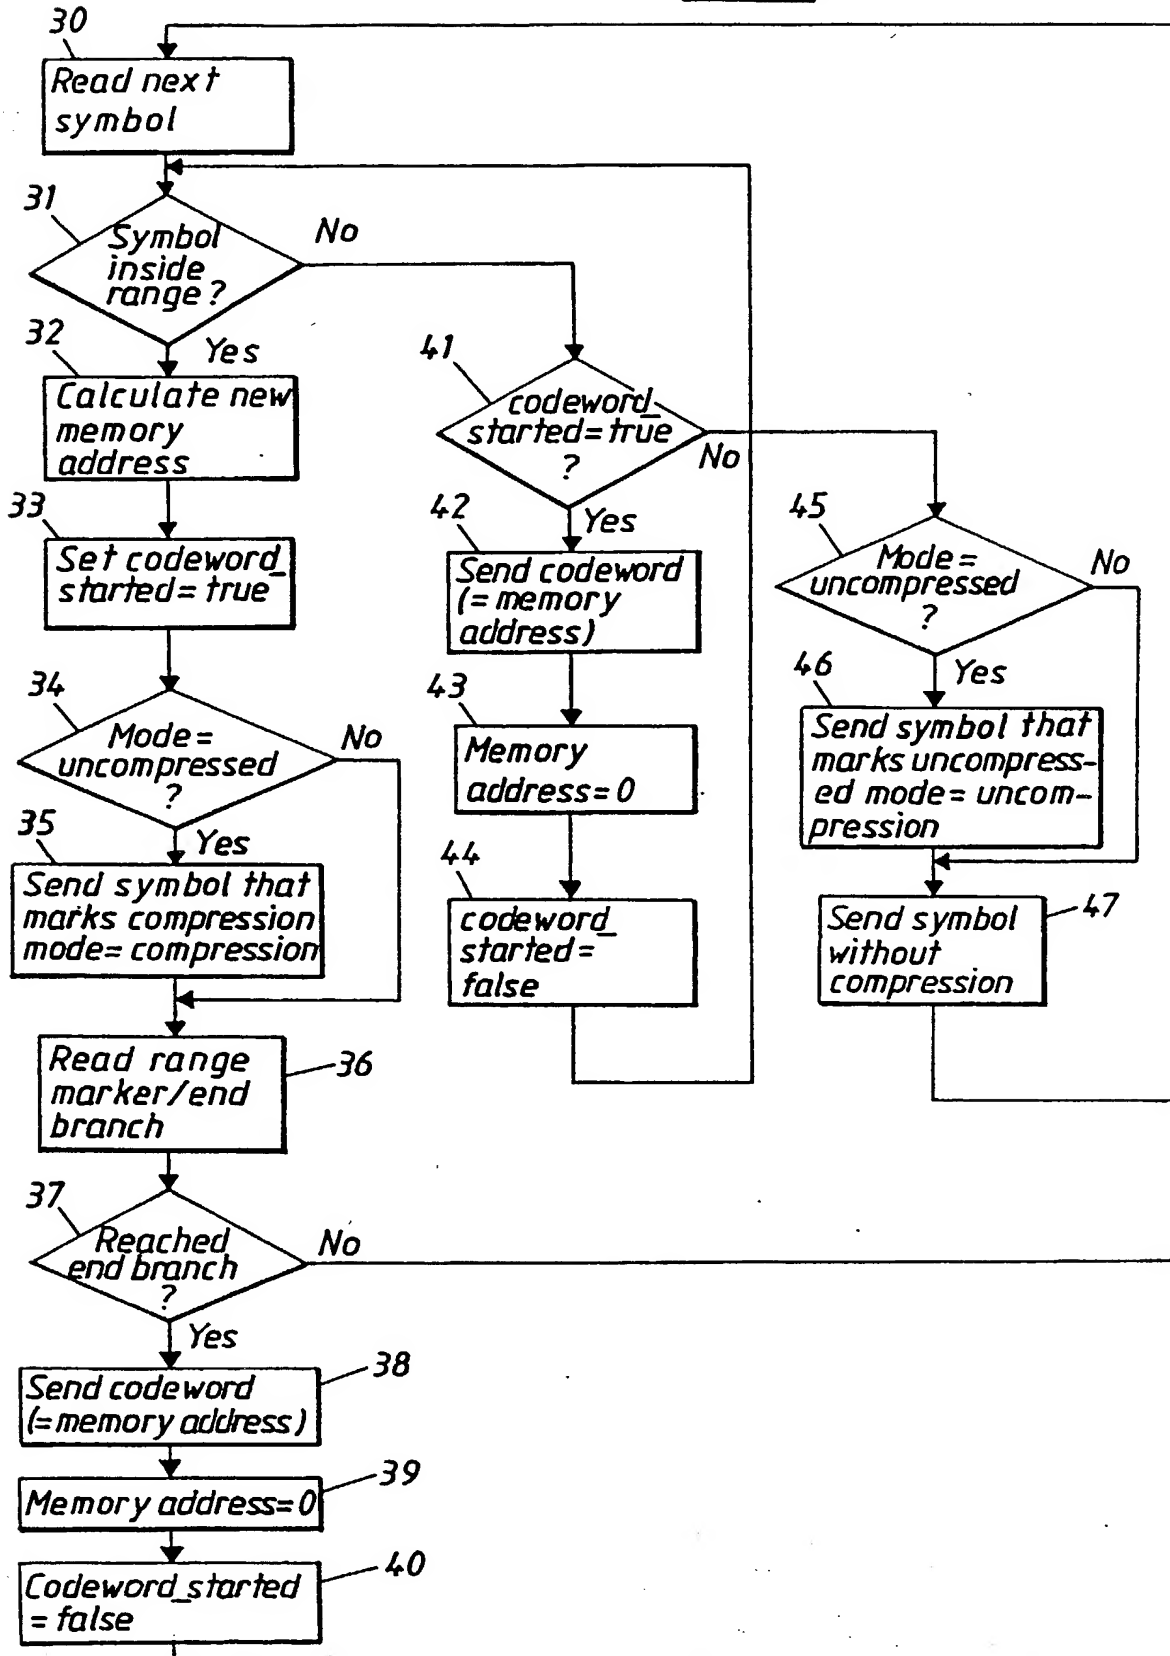 30
Read next
symbol
31
Symbol
inside
range?
No
32
Yes
Calculate new
memory
address
33
Set codeword_
started=true
34
Mode=
uncompressed
?
No
35
Yes
Send symbol that
marks compression
mode=compression
Read range
marker/end
branch
36
37
Reached
end branch
?
No
Yes
Send codeword
(=memory address)
38
Memory address=0
39
Codeword_started
=false
40
41
codeword_
started=true
?
No
42
Yes
Send codeword
(=memory
address)
43
Memory
address=0
44
codeword_
started=
false
45
Mode=
uncompressed
?
No
46
Yes
Send symbol that
marks uncompress-
ed mode=uncom-
pression
Send symbol
without
compression
47